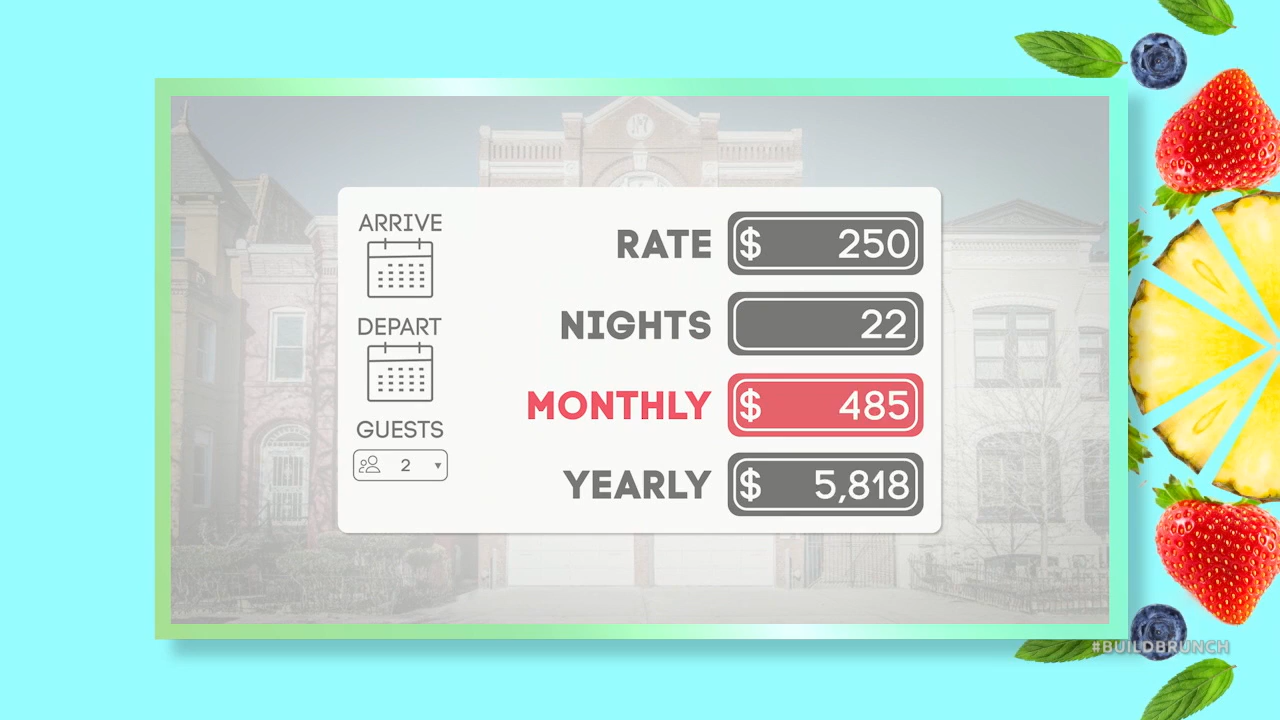 ARRIVE
DEPART
GUESTS
2
RATE $ 250
NIGHTS 22
MONTHLY $ 485
YEARLY $ 5,818
#BUILDBRUNCH